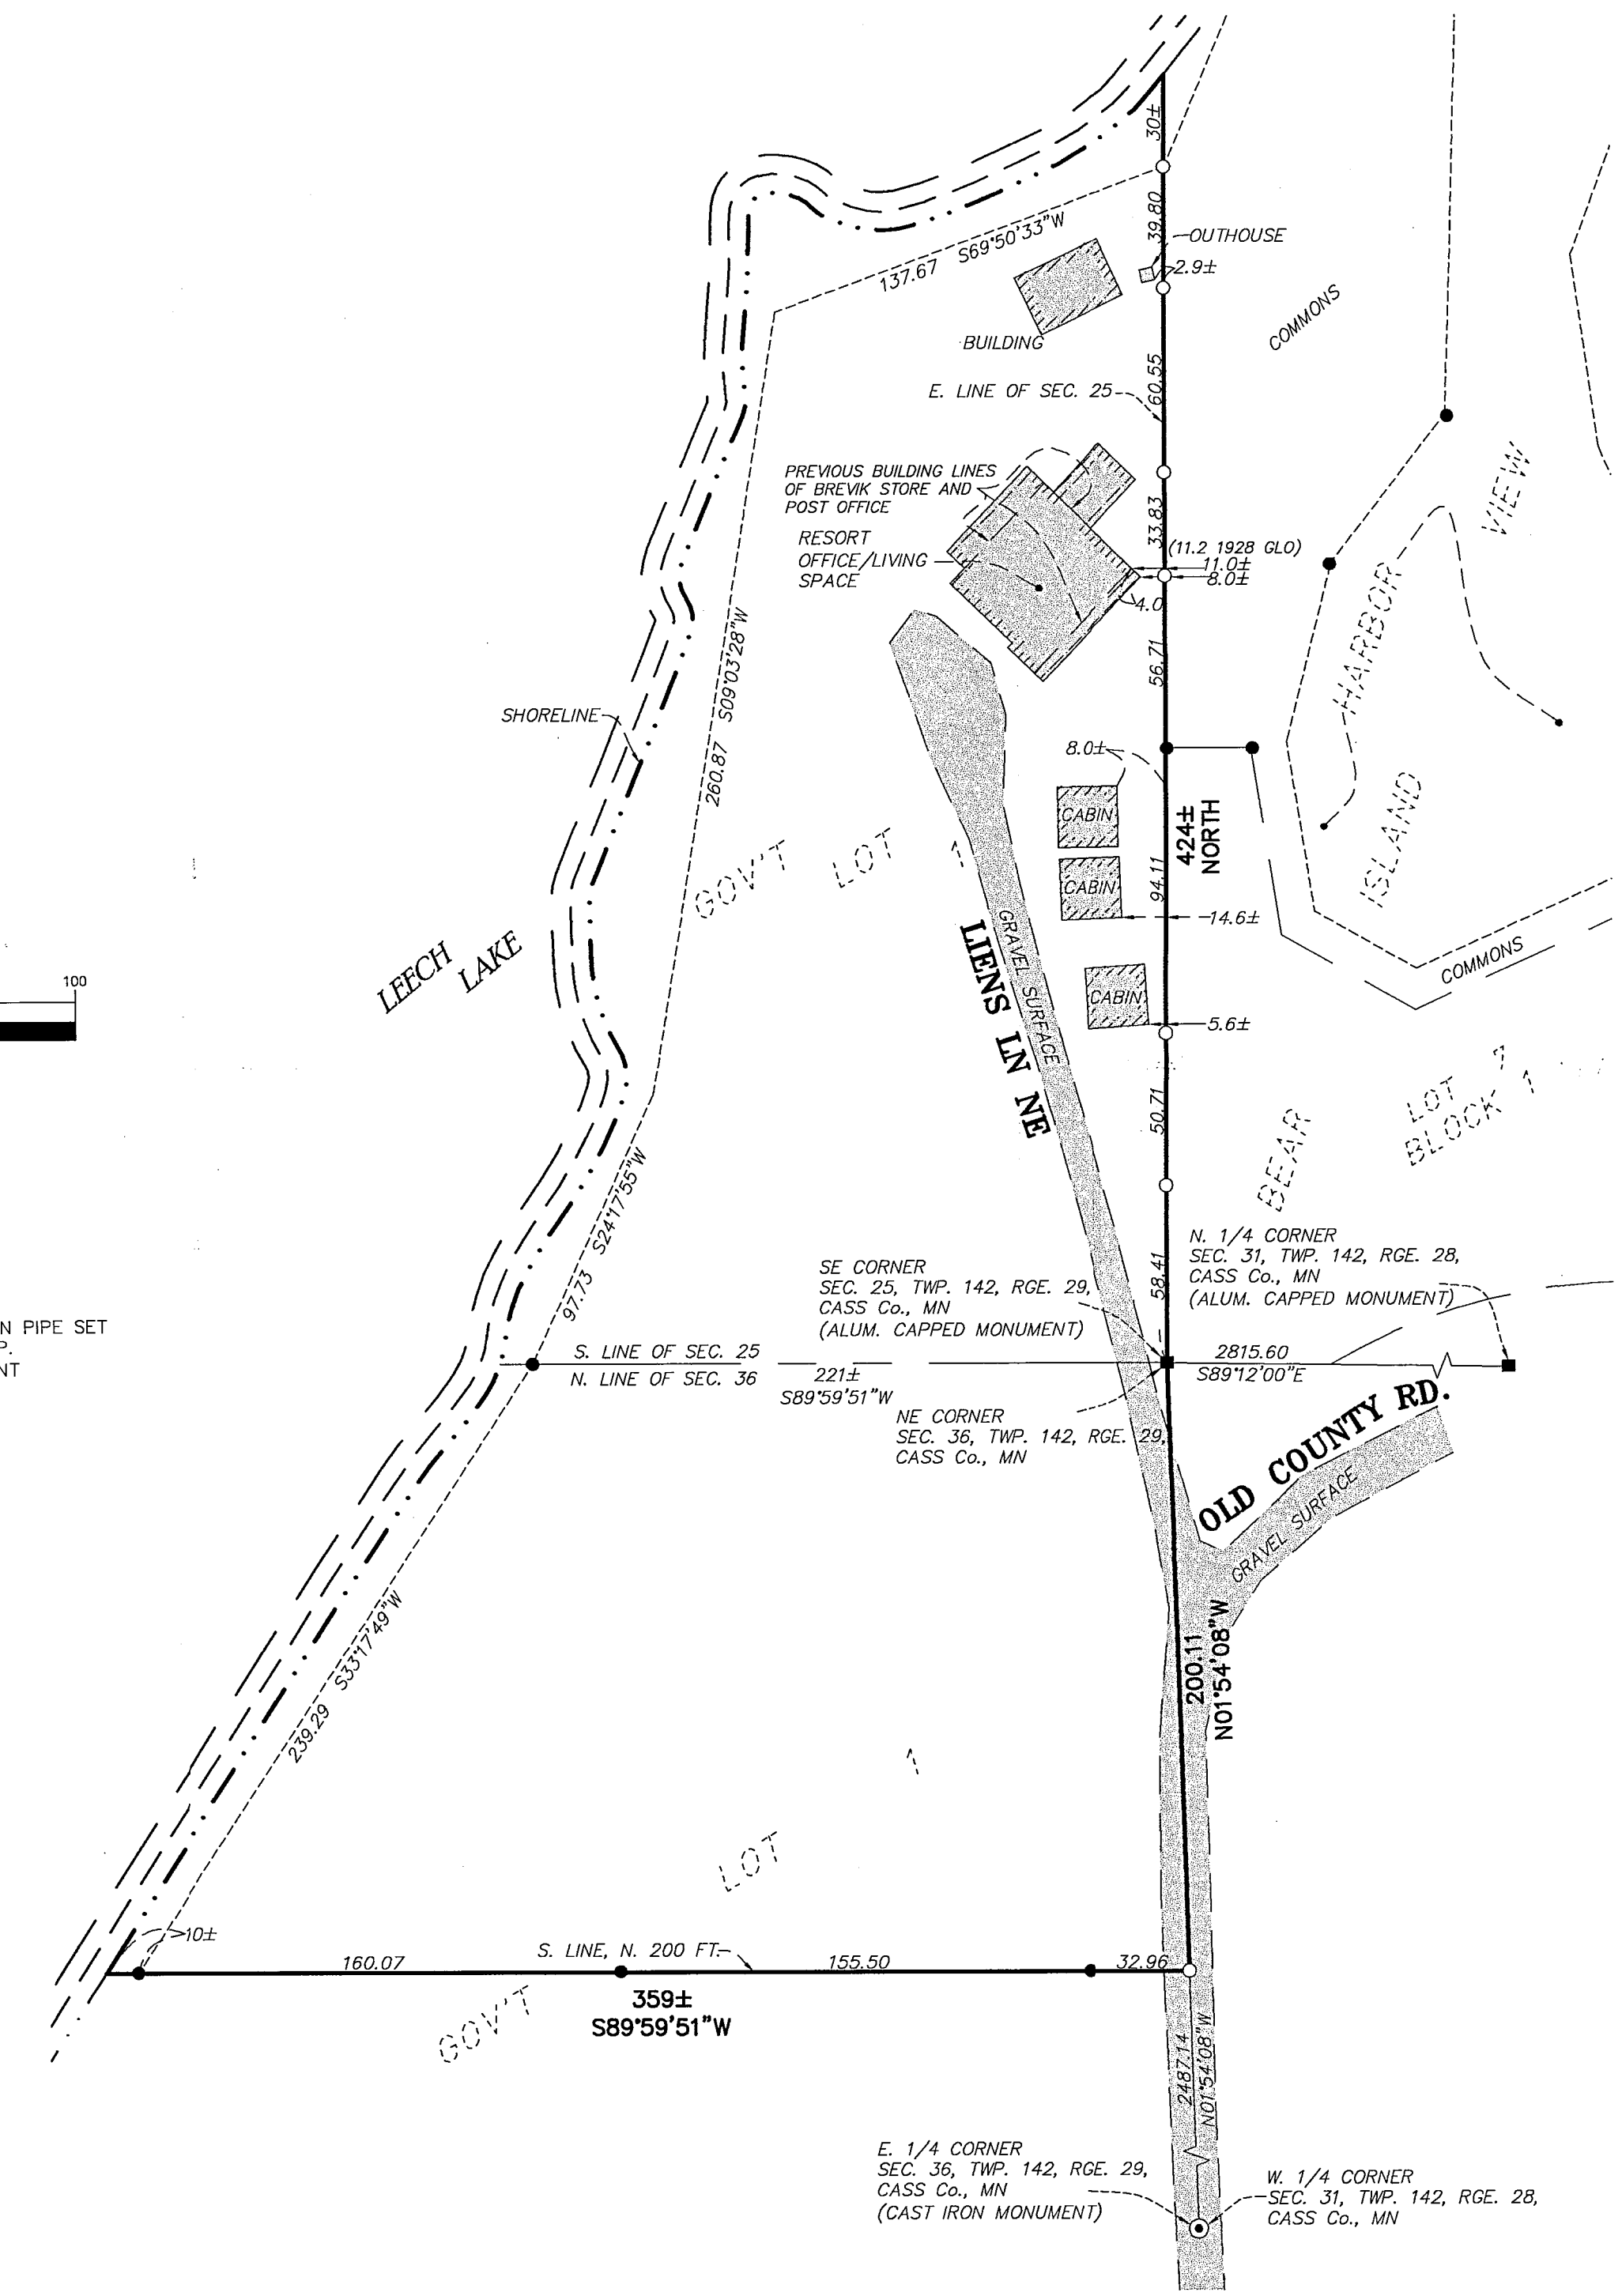 30±
39.80
OUTHOUSE
2.9±
S69°50'33"W
137.67
COMMONS
BUILDING
60.55
E. LINE OF SEC. 25
VIEW
PREVIOUS BUILDING LINES
OF BREVIK STORE AND
POST OFFICE
33.83
RESORT
OFFICE/LIVING
SPACE
(11.2 1928 GLO)
11.0±
8.0±
4.0
HARBOR
56.71
S09°03'28"W
260.87
SHORELINE
8.0±
424±
NORTH
CABIN
ISLAND
GOV'T LOT 1
CABIN
94.11
14.6±
GRAVEL SURFACE
LIENS LN NE
COMMONS
LEECH
LAKE
100
CABIN
5.6±
50.71
LOT 7
BLOCK 1
BEAR
S24°17'55"W
97.73
58.41
N. 1/4 CORNER
SEC. 31, TWP. 142, RGE. 28,
CASS Co., MN
(ALUM. CAPPED MONUMENT)
SE CORNER
SEC. 25, TWP. 142, RGE. 29,
CASS Co., MN
(ALUM. CAPPED MONUMENT)
N PIPE SET
P.
NT
S. LINE OF SEC. 25
N. LINE OF SEC. 36
221±
S89°59'51"W
2815.60
S89°12'00"E
NE CORNER
SEC. 36, TWP. 142, RGE. 29,
CASS Co., MN
OLD COUNTY RD.
GRAVEL SURFACE
S33°17'49"W
239.29
200.11
N01°54'08"W
1
LOT
10±
160.07
S. LINE, N. 200 FT.
155.50
32.96
359±
S89°59'51"W
GOV'T
2487.14
N01°54'08"W
E. 1/4 CORNER
SEC. 36, TWP. 142, RGE. 29,
CASS Co., MN
(CAST IRON MONUMENT)
W. 1/4 CORNER
SEC. 31, TWP. 142, RGE. 28,
CASS Co., MN